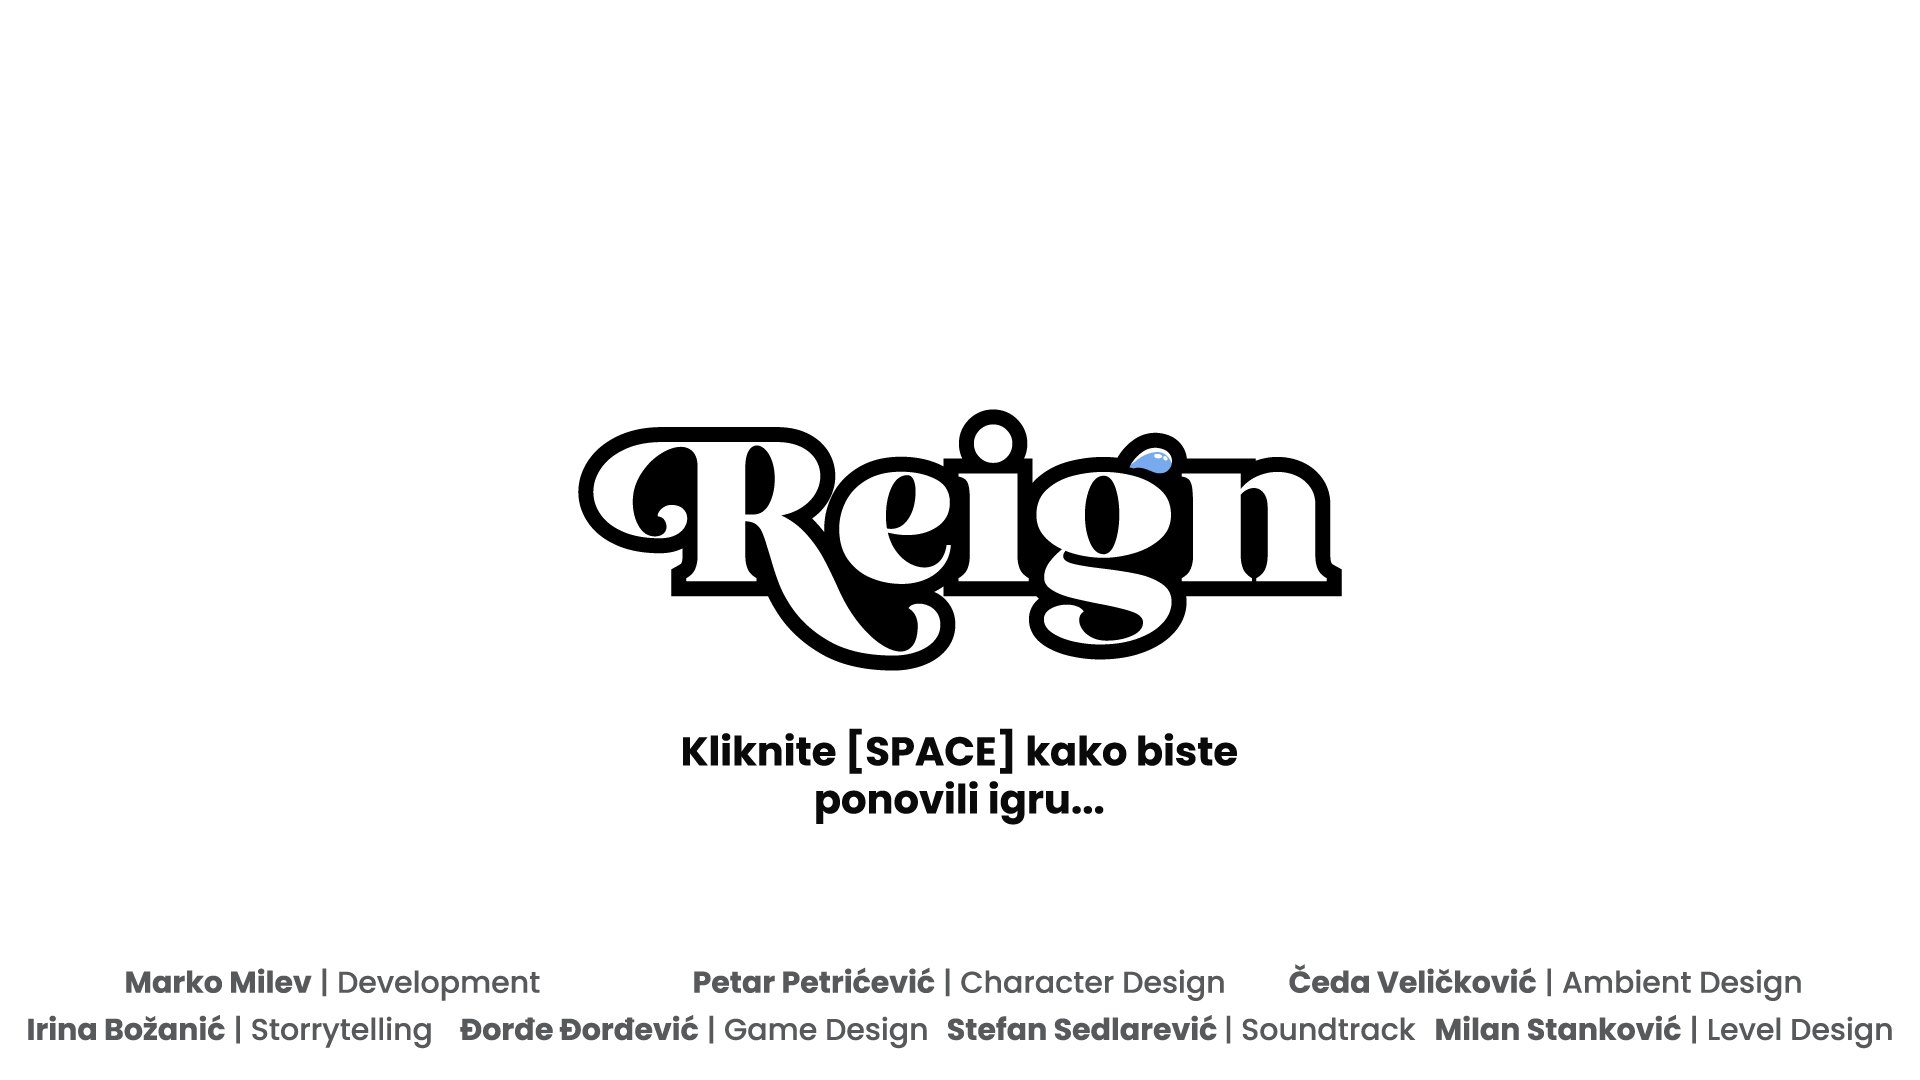 Reign
Kliknite [SPACE] kako biste
ponovili igru...
Marko Milev | Development Petar Petrićević | Character Design Čeda Veličković | Ambient Design
Irina Božanić | Storrytelling Đorđe Đorđević | Game Design Stefan Sedlarević | Soundtrack Milan Stanković | Level Design